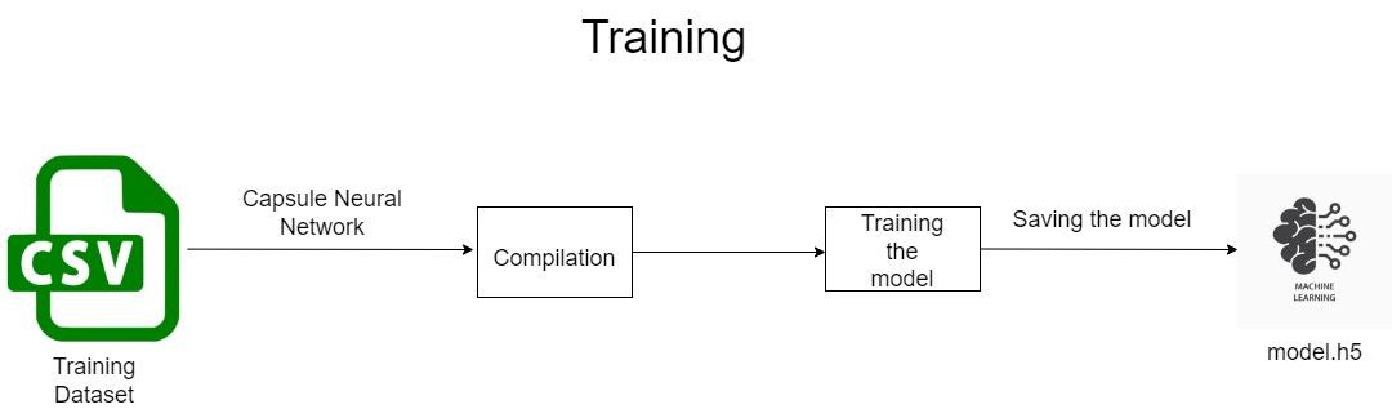 Training
CSV
Training
Dataset
Capsule Neural
Network
Compilation
Training
the
model
Saving the model
MACHINE
LEARNING
model.h5